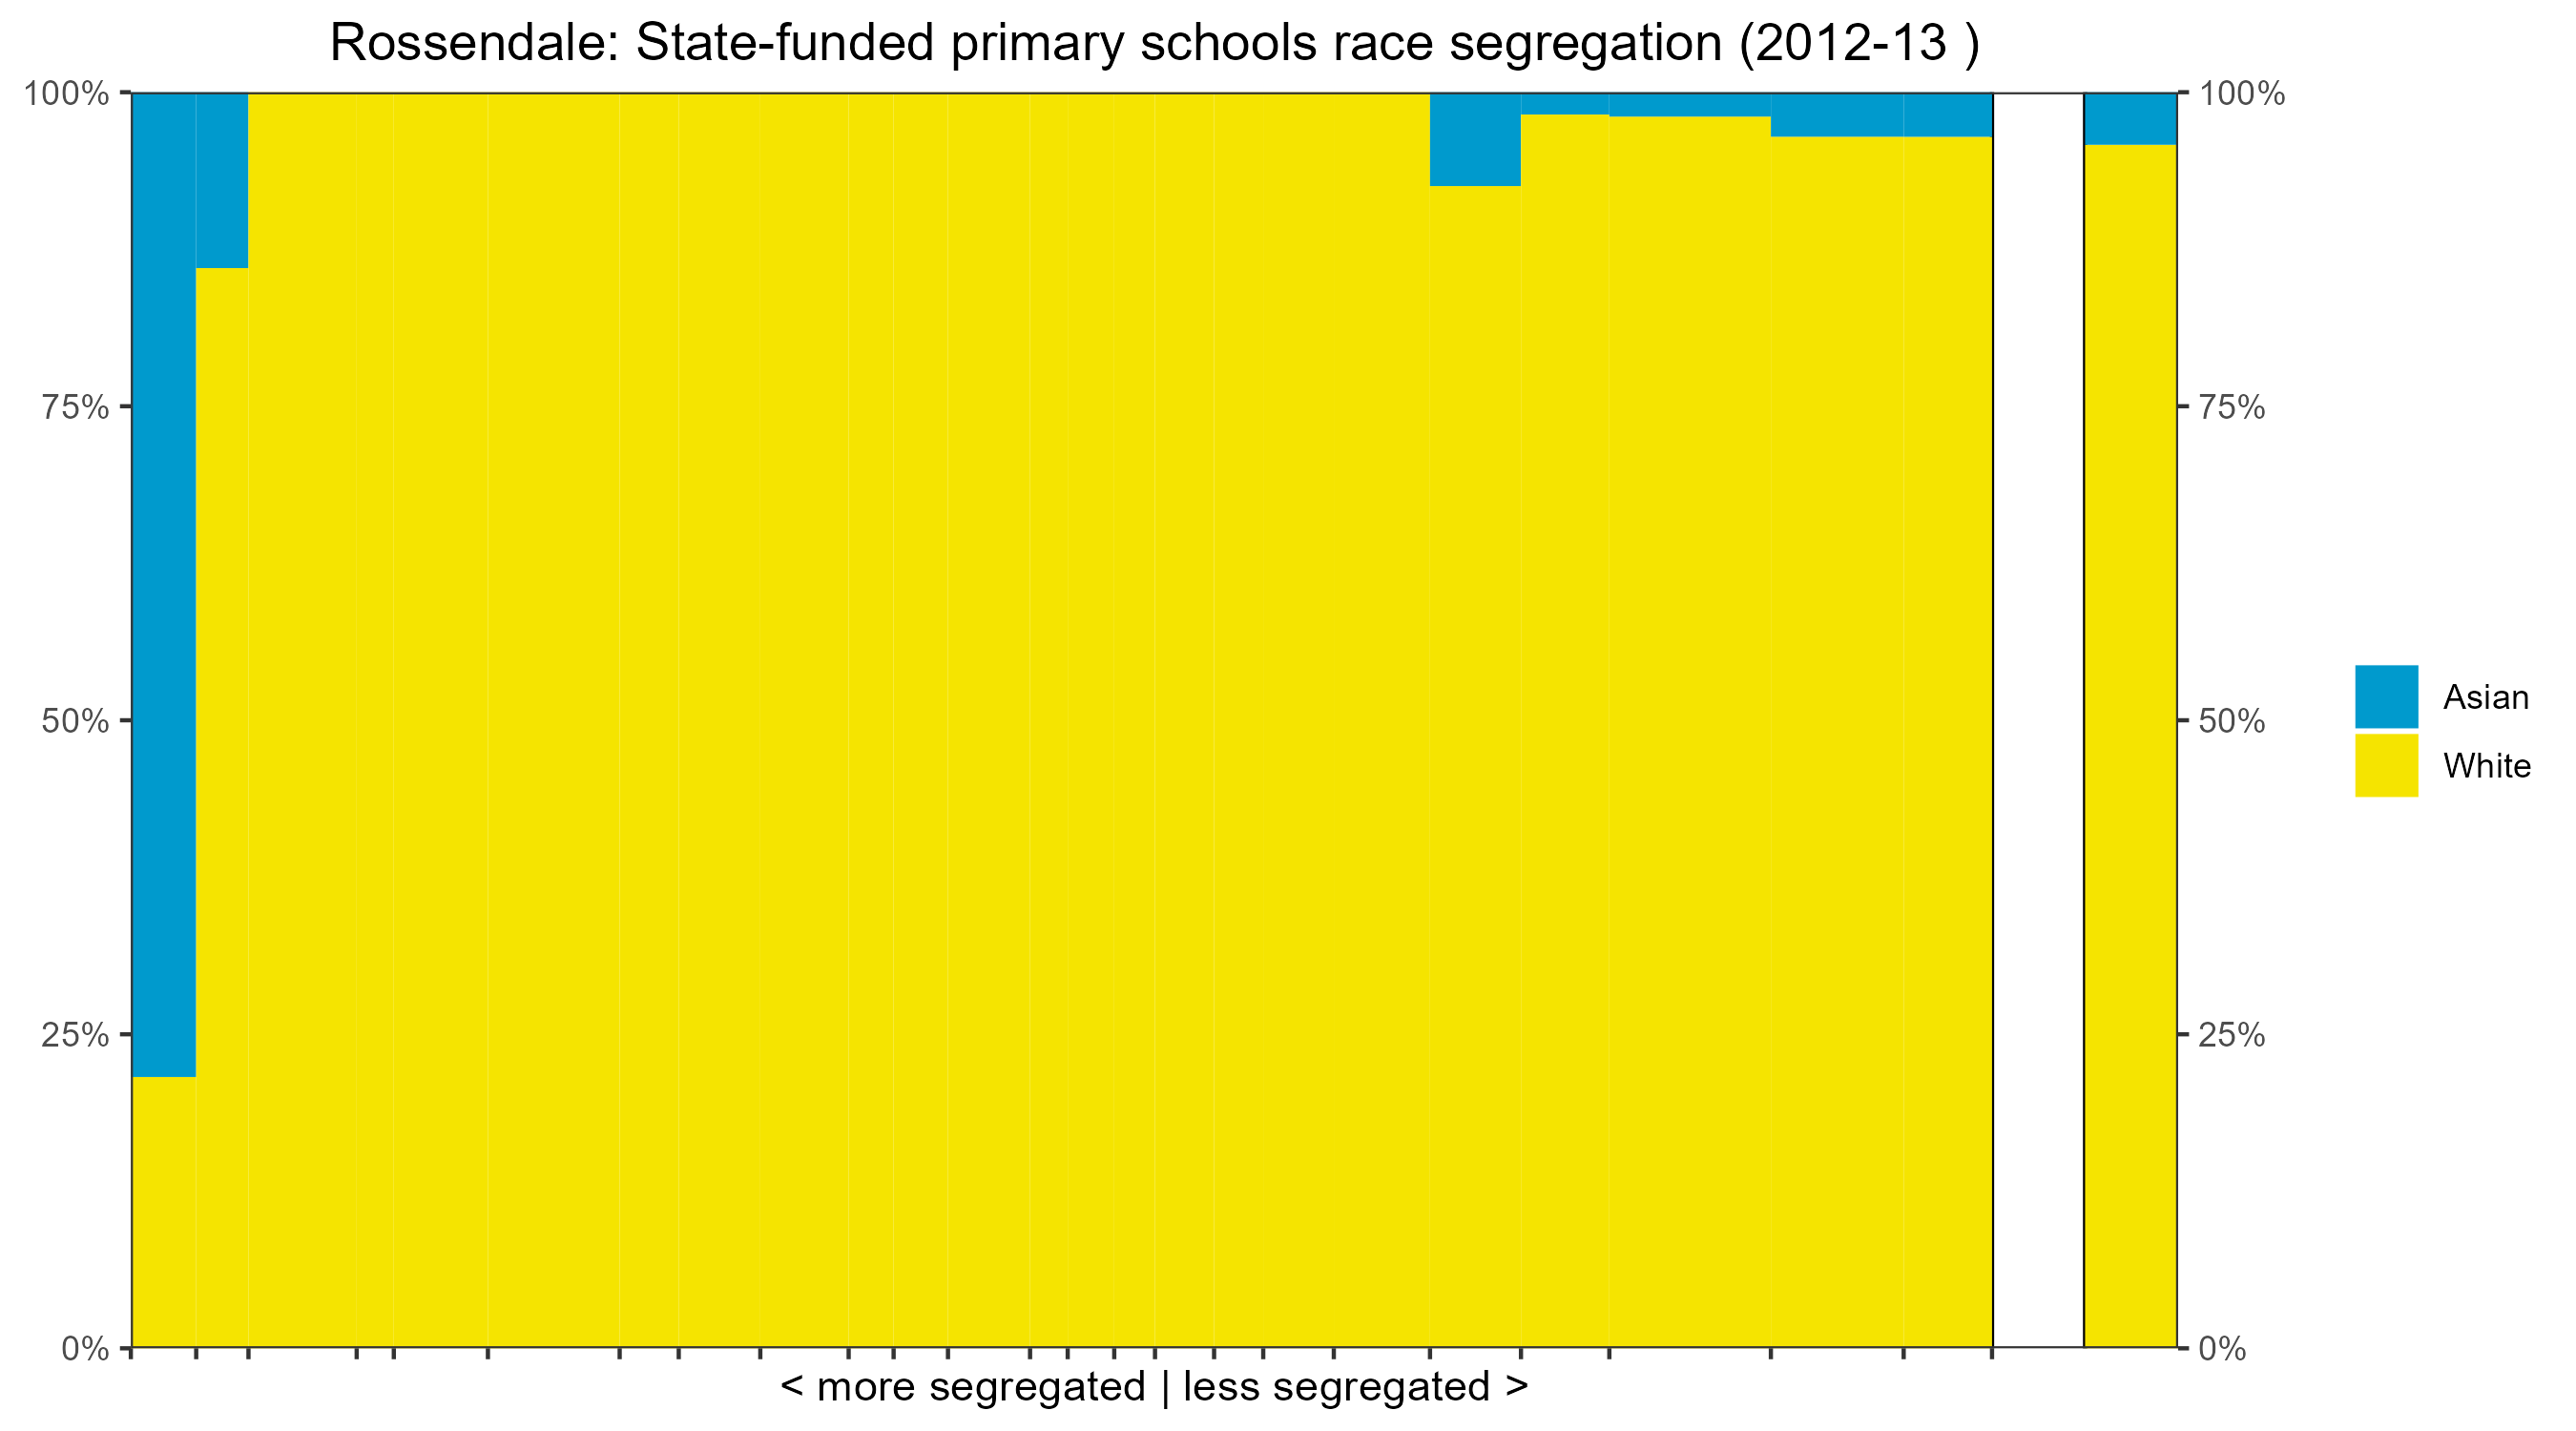 Rossendale: State-funded primary schools race segregation (2012-13 )
100%
75%
50%
25%
0%
100%
75%
50%
25%
0%
Asian
White
< more segregated | less segregated >